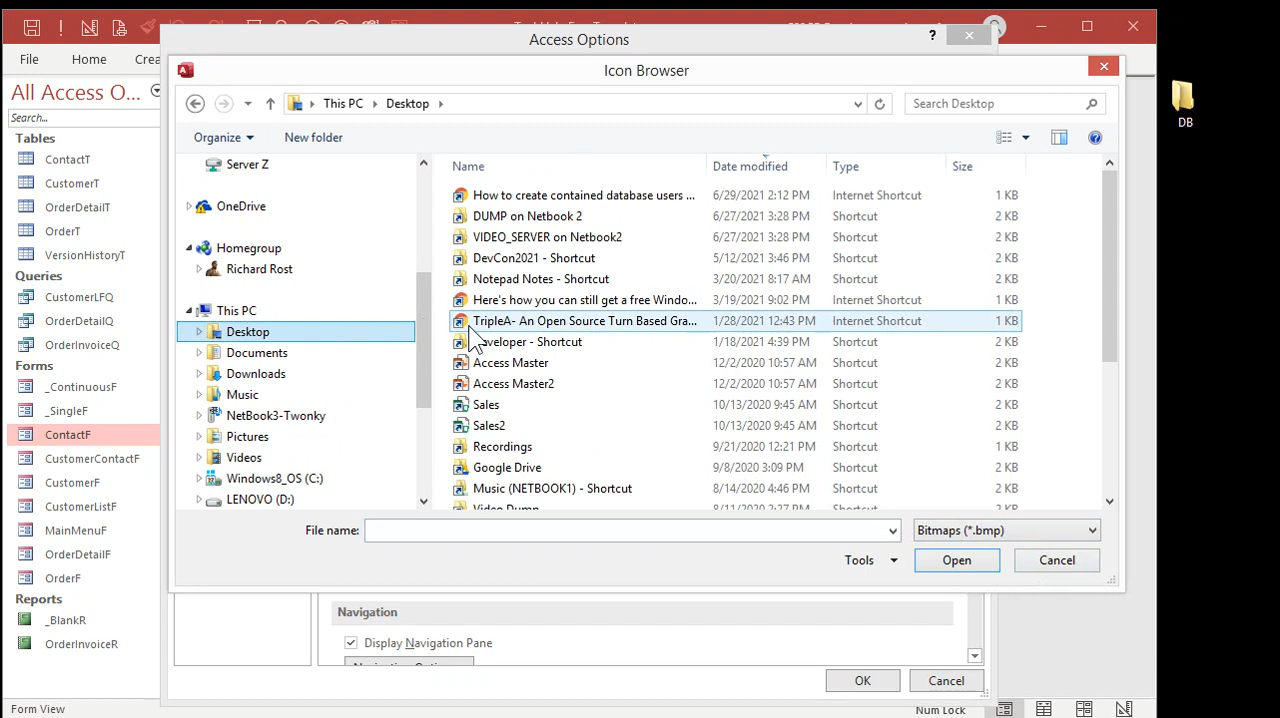 Access Options
?
Icon Browser
File
Home
Crea
All Access O...
Search...
Tables
ContactT
CustomerT
OrderDetailT
OrderT
VersionHistoryT
Queries
CustomerLFQ
OrderInvoiceQ
Forms
_ContinuousF
_SingleF
ContactF
CustomerContactF
CustomerF
CustomerListF
MainMenuF
OrderDetailF
OrderF
Reports
_BlankR
OrderInvoiceR
Form View
This PC
Desktop
Search Desktop
Organize
New folder
Server Z
OneDrive
Homegroup
Richard Rost
This PC
Desktop
Documents
Downloads
Music
NetBook3-Twonky
Pictures
Videos
Windows8_OS (C:)
LENOVO (D:)
Name Date modified Type Size
How to create contained database users ... 6/29/2021 2:12 PM Internet Shortcut 1 KB
DUMP on Netbook 2 6/27/2021 3:28 PM Shortcut 2 KB
VIDEO_SERVER on Netbook2 6/27/2021 3:28 PM Shortcut 2 KB
DevCon2021 - Shortcut 5/12/2021 3:46 PM Shortcut 2 KB
Notepad Notes - Shortcut 3/20/2021 8:17 AM Shortcut 2 KB
Here's how you can still get a free Windo... 3/19/2021 9:02 PM Internet Shortcut 1 KB
TripleA- An Open Source Turn Based Gra... 1/28/2021 12:43 PM Internet Shortcut 1 KB
eveloper - Shortcut 1/18/2021 4:39 PM Shortcut 2 KB
Access Master 12/2/2020 10:57 AM Shortcut 2 KB
Access Master2 12/2/2020 10:57 AM Shortcut 2 KB
Sales 10/13/2020 9:45 AM Shortcut 2 KB
Sales2 10/13/2020 9:45 AM Shortcut 2 KB
Recordings 9/21/2020 12:21 PM Shortcut 1 KB
Google Drive 9/8/2020 3:09 PM Shortcut 2 KB
Music (NETBOOK1) - Shortcut 8/14/2020 4:46 PM Shortcut 2 KB
Video Dump 8/11/2020 2:27 PM Shortcut 2 KB
File name:
Bitmaps (*.bmp)
Tools
Open
Cancel
Navigation
Display Navigation Pane
OK
Cancel
Num Lock
DB